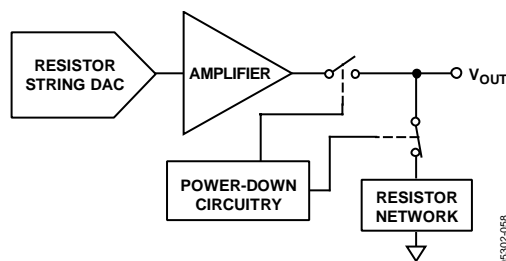 RESISTOR
STRING DAC
AMPLIFIER
VOUT
POWER-DOWN
CIRCUITRY
RESISTOR
NETWORK